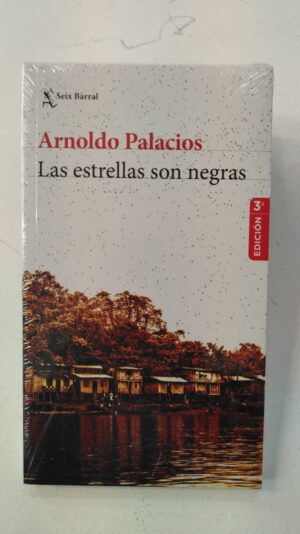 Seix Barral
Arnoldo Palacios
Las estrellas son negras
3ª
EDICIÓN